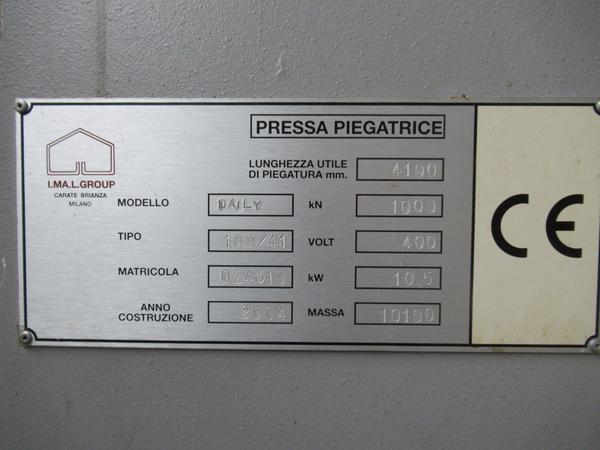 PRESSA PIEGATRICE
I.MA.L.GROUP
CARATE BRIANZA
MILANO
LUNGHEZZA UTILE
DI PIEGATURA mm. 4100
MODELLO DAILY kN 1000
TIPO 100/41 VOLT 400
MATRICOLA kW 10.5
ANNO
COSTRUZIONE 2004 MASSA 10100
CE